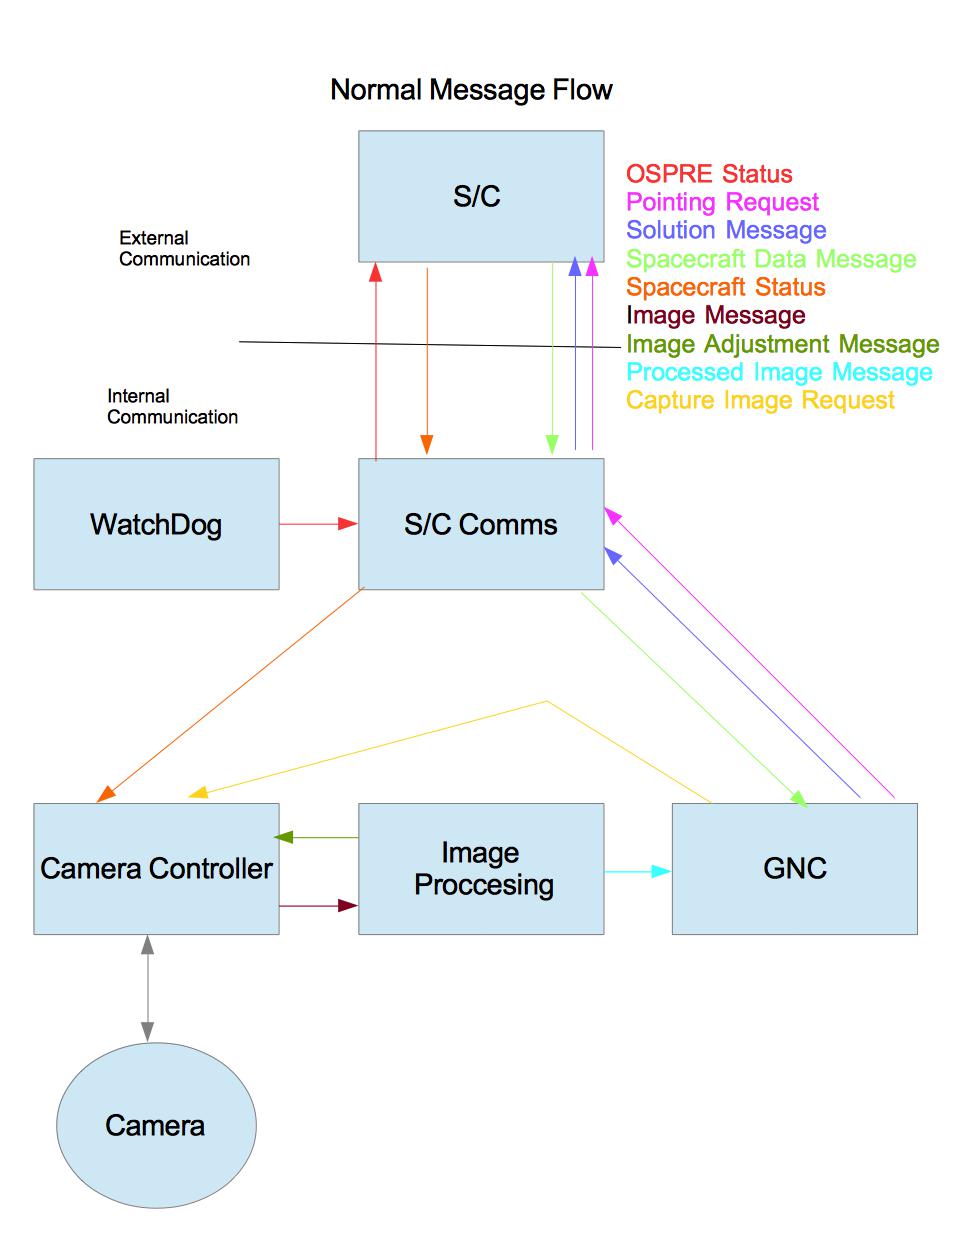 Normal Message Flow
S/C
OSPRE Status
Pointing Request
Solution Message
Spacecraft Data Message
Spacecraft Status
Image Message
Image Adjustment Message
Processed Image Message
Capture Image Request
External
Communication
Internal
Communication
WatchDog
S/C Comms
Camera Controller
Image
Proccesing
GNC
Camera